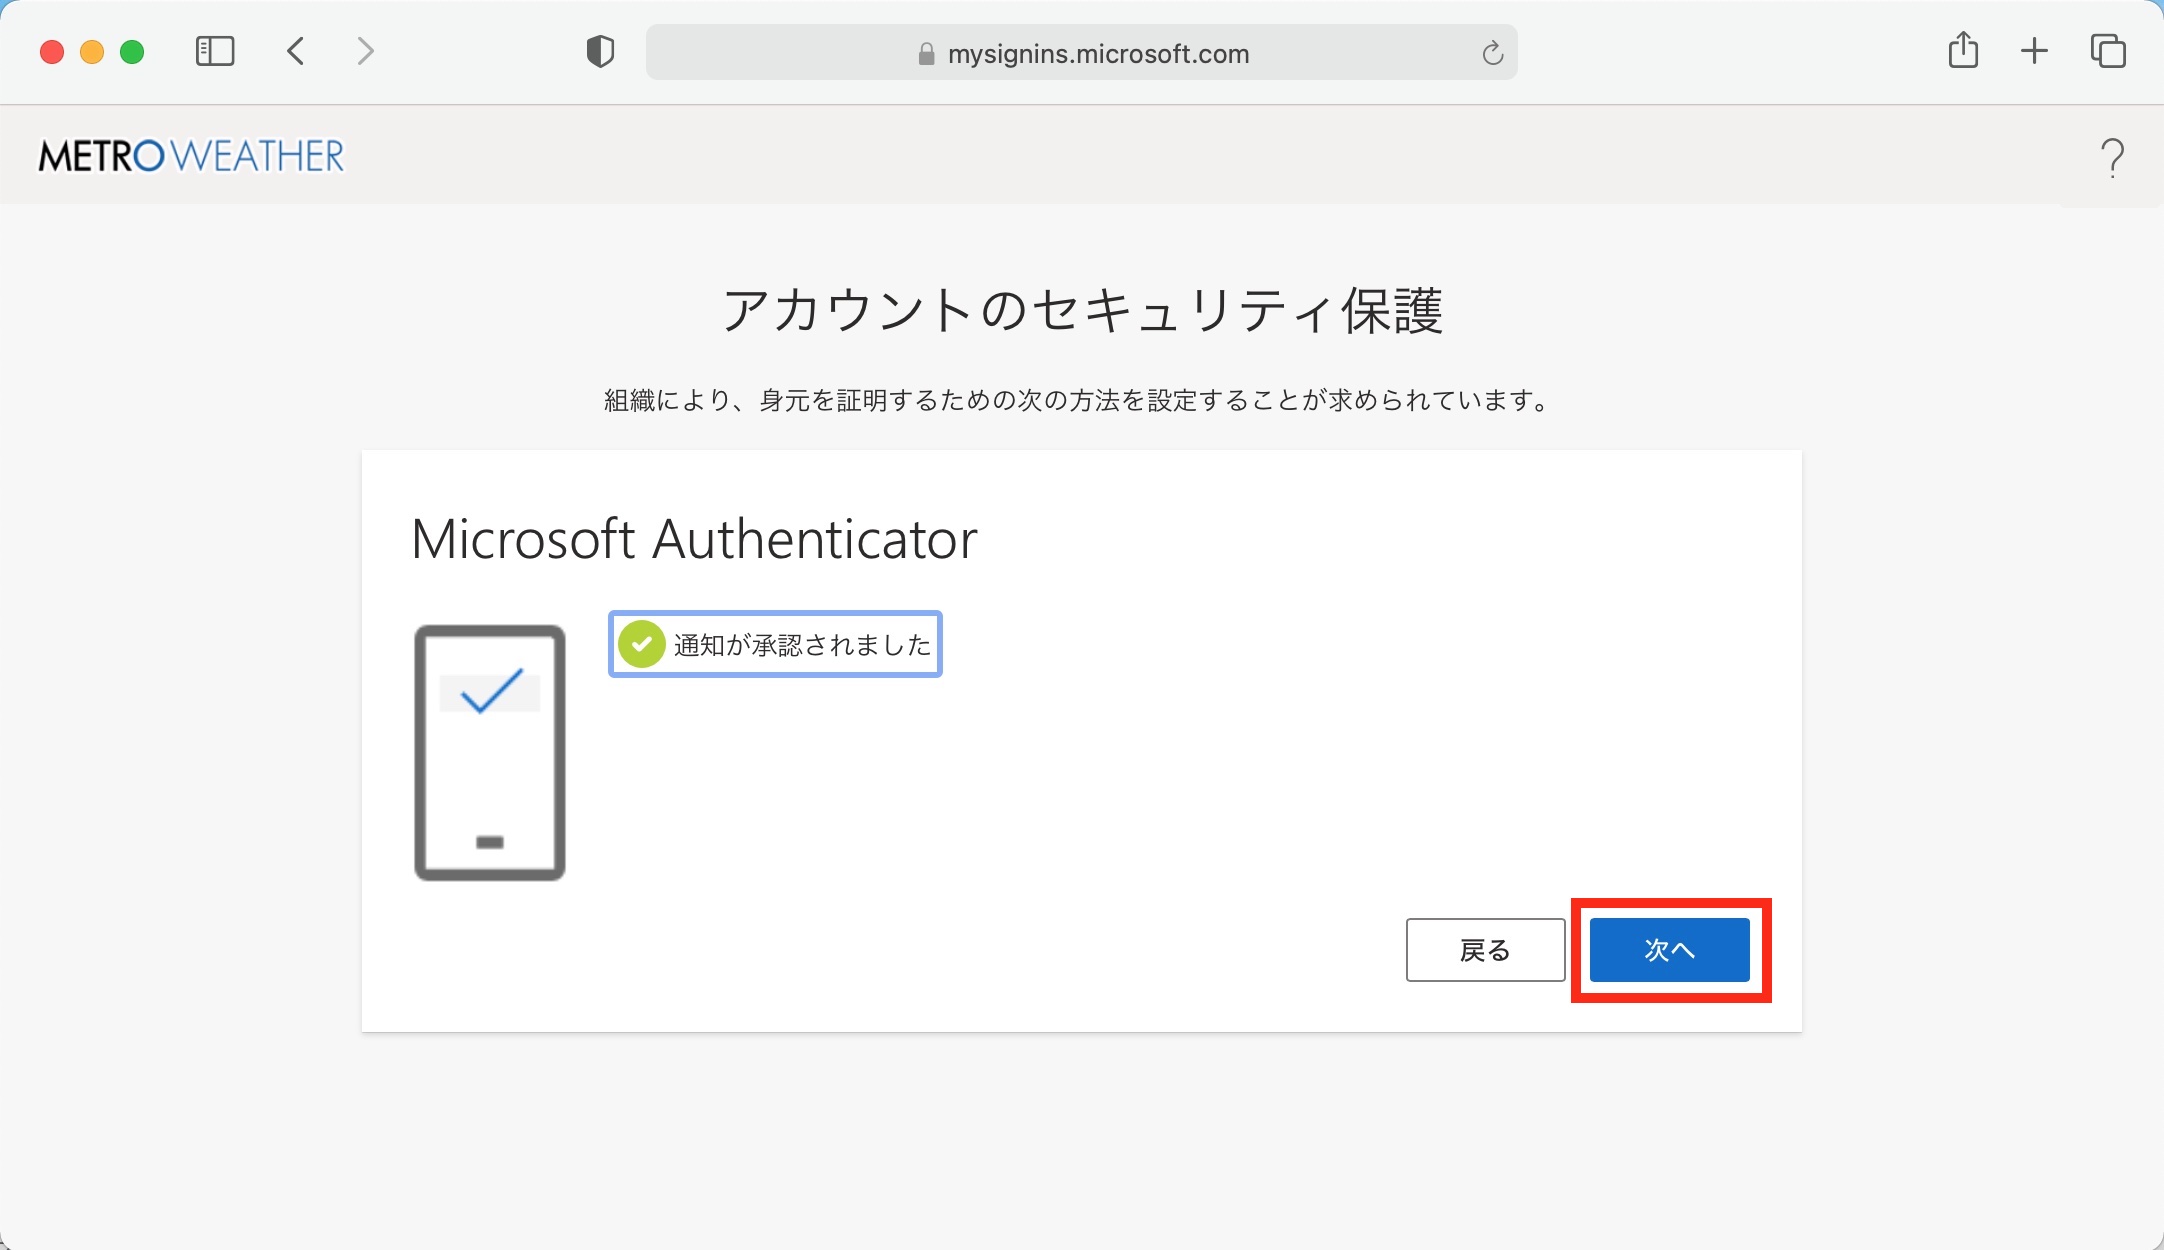 mysignins.microsoft.com
METROWEATHER
?
アカウントのセキュリティ保護
組織により、身元を証明するための次の方法を設定することが求められています。
Microsoft Authenticator
通知が承認されました
戻る
次へ